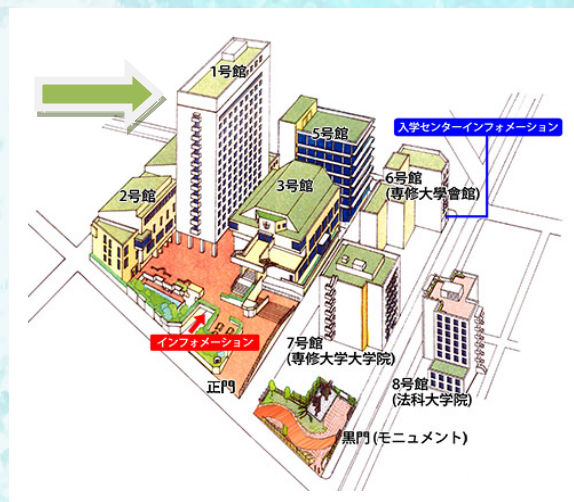 1号館
5号館
入学センターインフォメーション
6号館
(専修大學會館)
3号館
2号館
インフォメーション
7号館
(専修大学大学院)
正門
8号館
(法科大学院)
黒門(モニュメント)